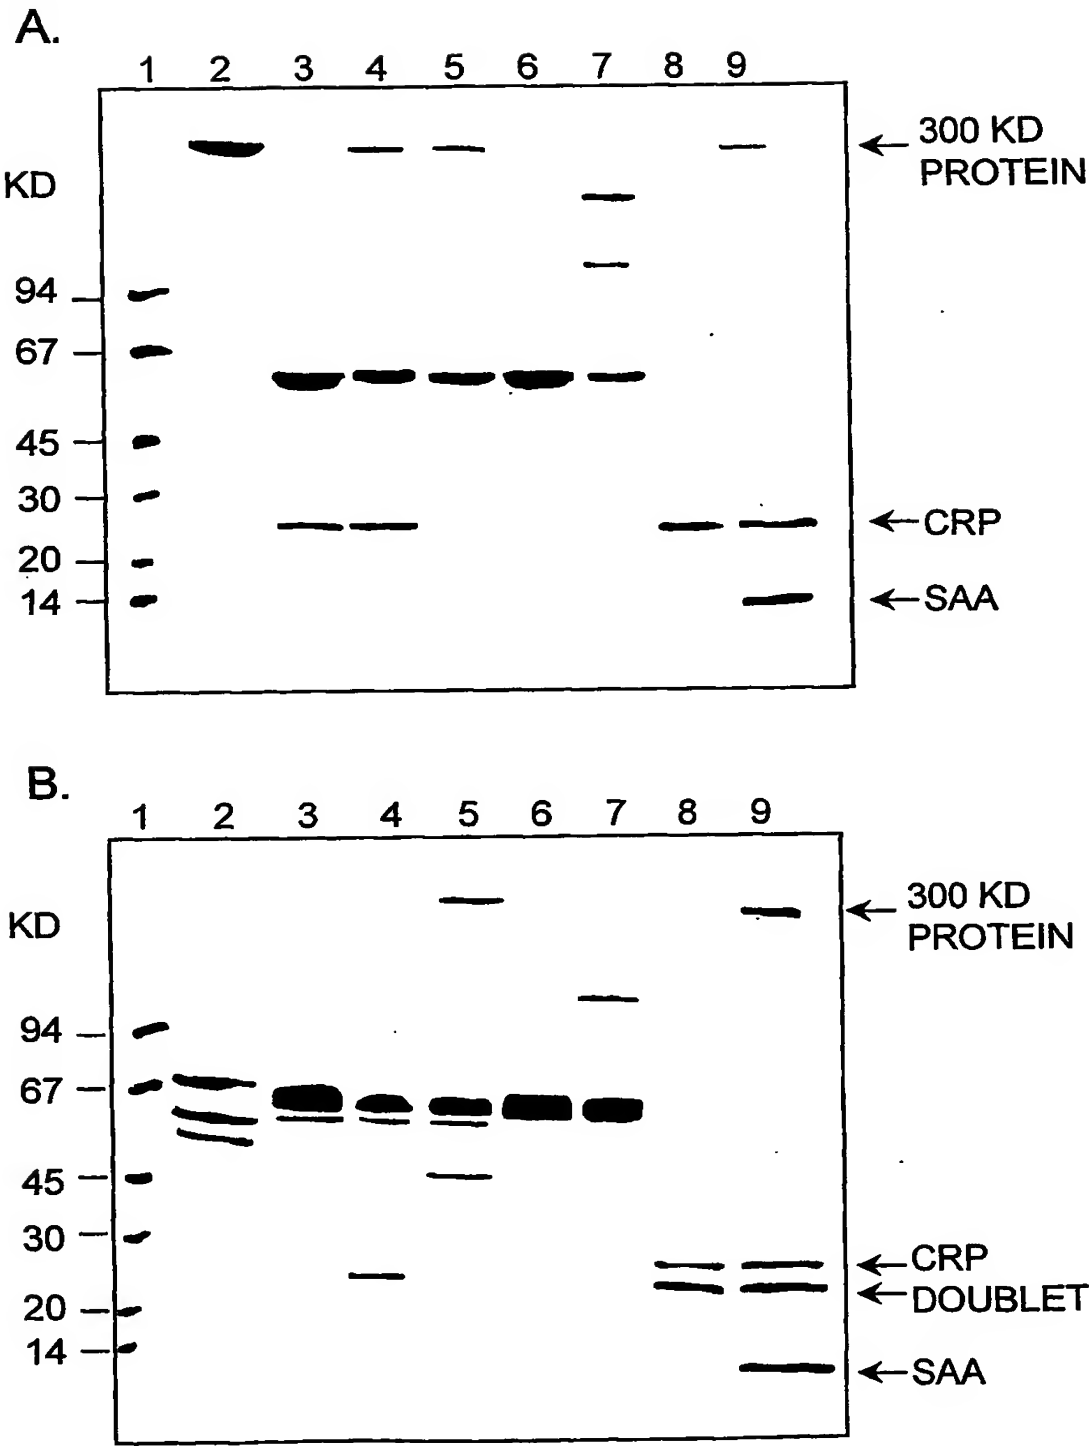 A.
1 2 3 4 5 6 7 8 9
300 KD
PROTEIN
KD
94
67
45
30
CRP
20
14
SAA
B.
1 2 3 4 5 6 7 8 9
300 KD
PROTEIN
KD
94
67
45
30
CRP
DOUBLET
20
14
SAA